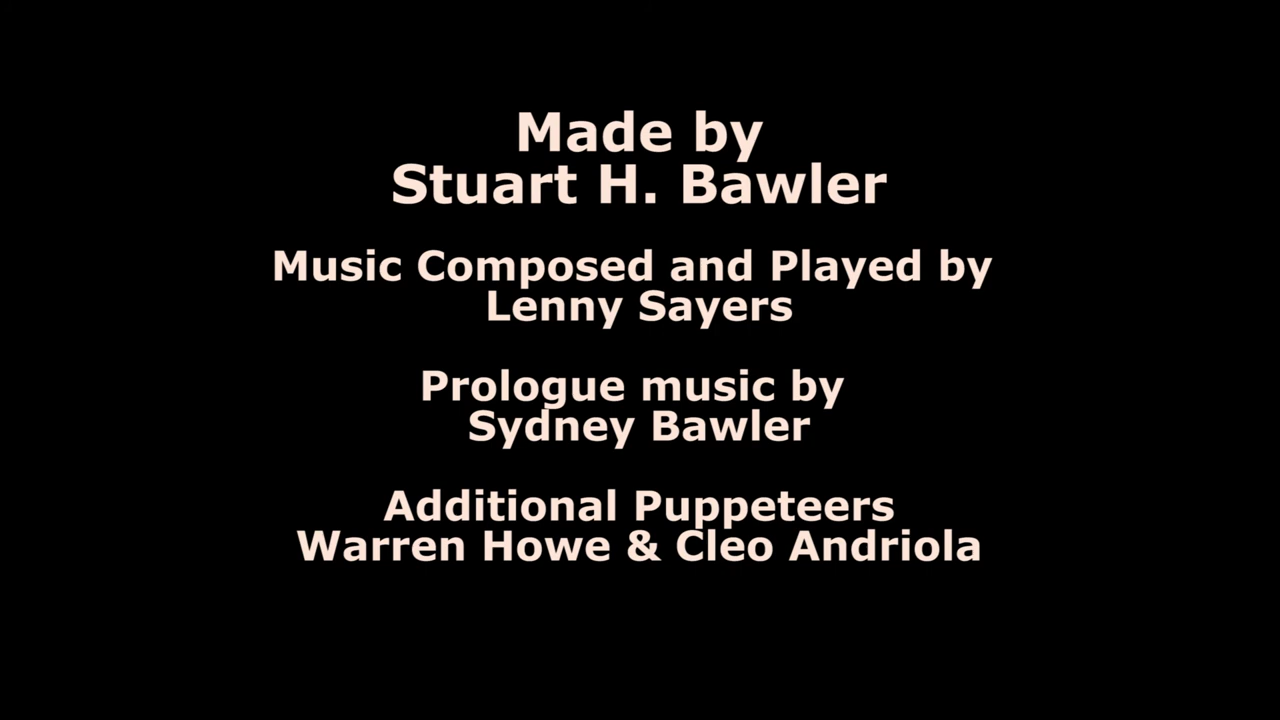 Made by
Stuart H. Bawler
Music Composed and Played by
Lenny Sayers
Prologue music by
Sydney Bawler
Additional Puppeteers
Warren Howe & Cleo Andriola